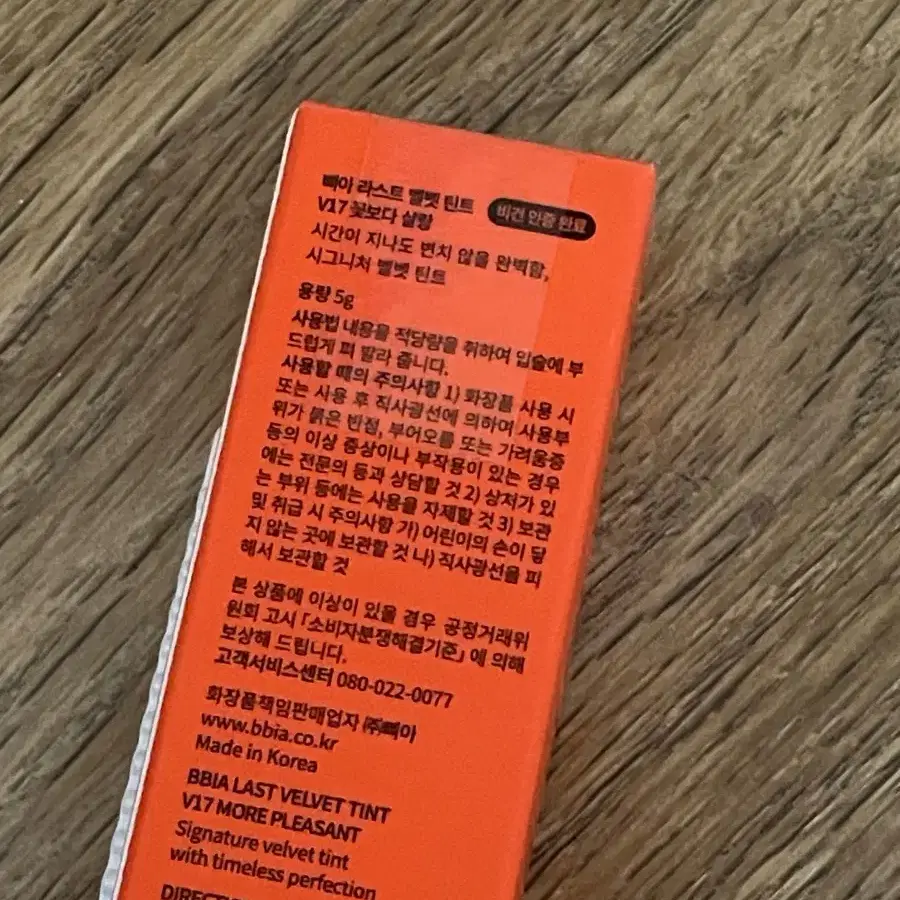 삐아 라스트 벨벳 틴트
비건 인증 완료
V17 꽃보다 살랑
시간이 지나도 변치 않을 완벽함,
시그니처 벨벳 틴트
용량 5g
사용법 내용물 적당량을 취하여 입술에 부
드럽게 펴 발라 줍니다.
사용할 때의 주의사항 1) 화장품 사용 시
또는 사용 후 직사광선에 의하여 사용부
위가 붉은 반점, 부어오름 또는 가려움증
등의 이상 증상이나 부작용이 있는 경우
에는 전문의 등과 상담할 것 2) 상처가 있
는 부위 등에는 사용을 자제할 것 3) 보관
및 취급 시 주의사항 가) 어린이의 손이 닿
지 않는 곳에 보관할 것 나) 직사광선을 피
해서 보관할 것
본 상품에 이상이 있을 경우 공정거래위
원회 고시 「소비자분쟁해결기준」에 의해
보상해 드립니다.
고객서비스센터 080-022-0077
화장품책임판매업자 ㈜삐아
www.bbia.co.kr
Made in Korea
BBIA LAST VELVET TINT
V17 MORE PLEASANT
Signature velvet tint
with timeless perfection